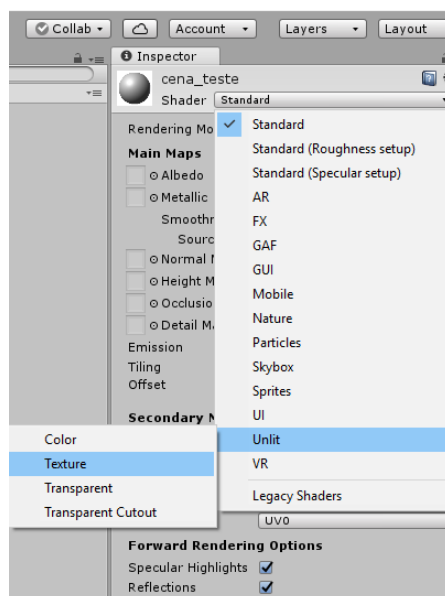 Collab Account Layers Layout
Inspector
cena_teste
Shader Standard
Rendering Mo
Standard
Standard (Roughness setup)
Main Maps
Albedo
Standard (Specular setup)
Metallic
AR
Smoothr
FX
Sourc
GAF
Normal
GUI
Height M
Mobile
Occlusio
Nature
Detail M
Emission
Particles
Tiling
Skybox
Offset
Sprites
Secondary
UI
Unlit
VR
Legacy Shaders
Color
Texture
Transparent
Transparent Cutout
UV0
Forward Rendering Options
Specular Highlights
Reflections